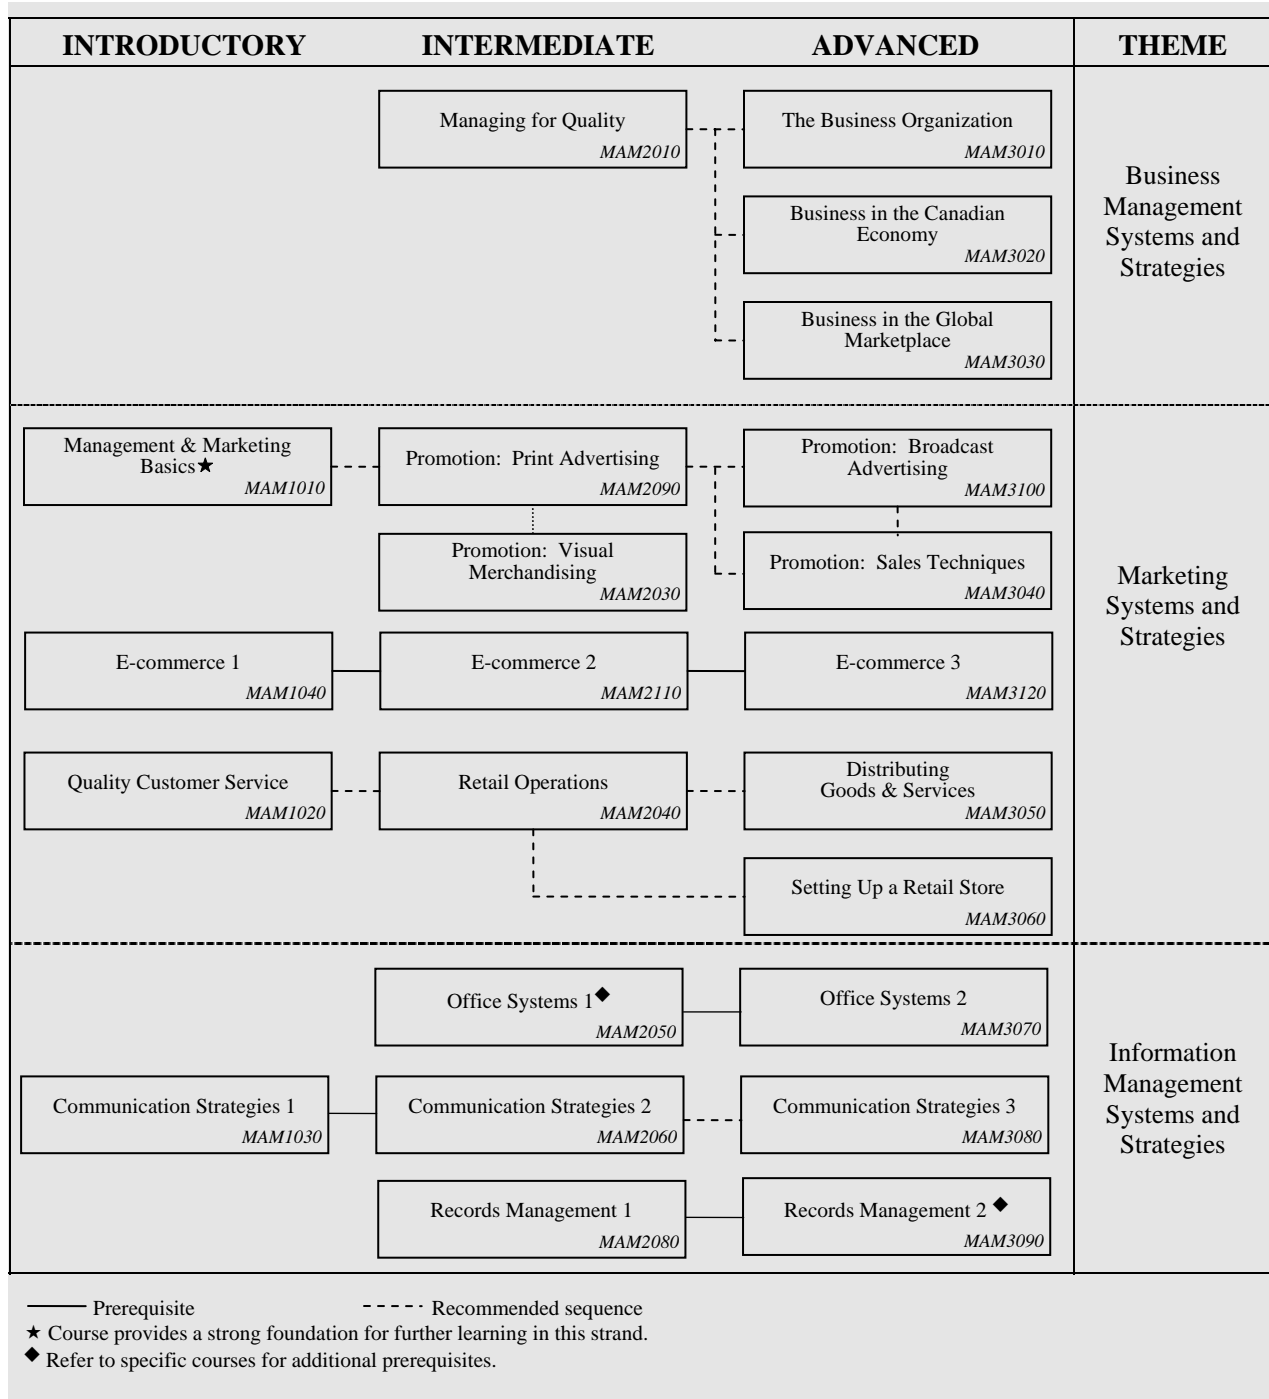 INTRODUCTORY INTERMEDIATE ADVANCED THEME
Managing for Quality
MAM2010
The Business Organization
MAM3010
Business in the Canadian
Economy
MAM3020
Business in the Global
Marketplace
MAM3030
Business
Management
Systems and
Strategies
Management & Marketing
Basics★
MAM1010
Promotion: Print Advertising
MAM2090
Promotion: Broadcast
Advertising
MAM3100
Promotion: Visual
Merchandising
MAM2030
Promotion: Sales Techniques
MAM3040
E-commerce 1
MAM1040
E-commerce 2
MAM2110
E-commerce 3
MAM3120
Quality Customer Service
MAM1020
Retail Operations
MAM2040
Distributing
Goods & Services
MAM3050
Setting Up a Retail Store
MAM3060
Marketing
Systems and
Strategies
Office Systems 1◆
MAM2050
Office Systems 2
MAM3070
Communication Strategies 1
MAM1030
Communication Strategies 2
MAM2060
Communication Strategies 3
MAM3080
Records Management 1
MAM2080
Records Management 2 ◆
MAM3090
Information
Management
Systems and
Strategies
Prerequisite Recommended sequence
★ Course provides a strong foundation for further learning in this strand.
◆ Refer to specific courses for additional prerequisites.